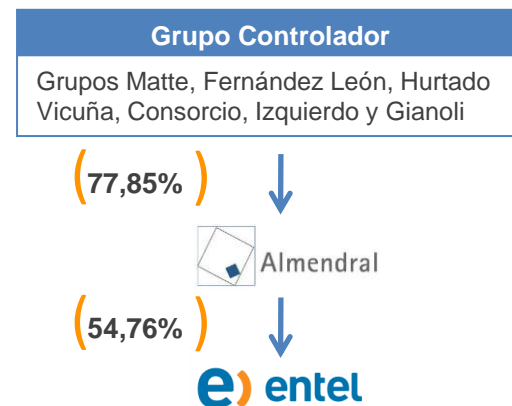 Grupo Controlador
Grupos Matte, Fernández León, Hurtado
Vicuña, Consorcio, Izquierdo y Gianoli
(77,85% )
Almendral
(54,76% )
e) entel